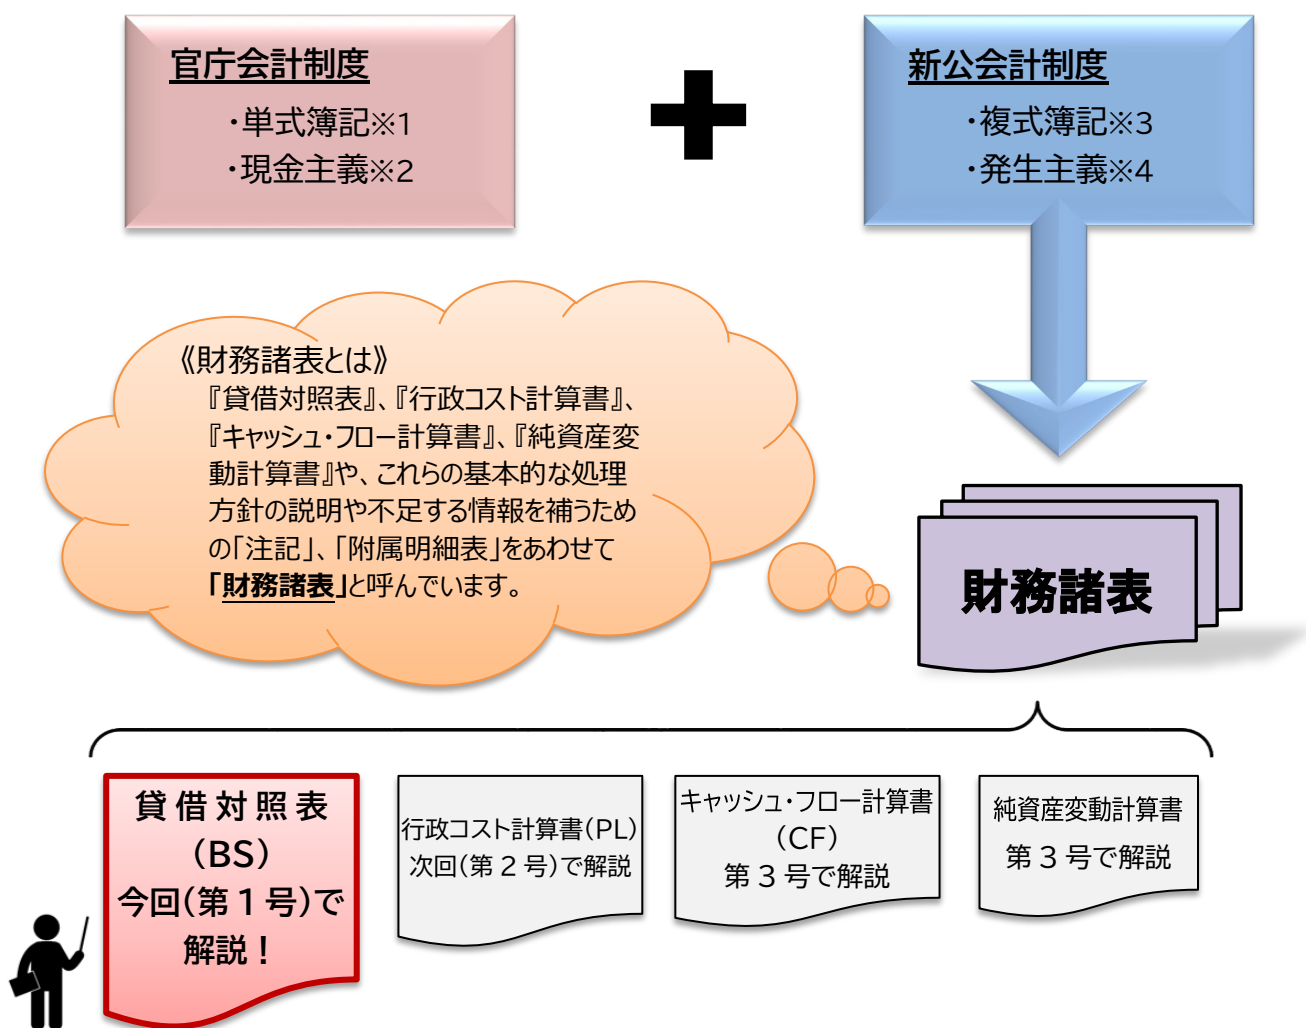 官庁会計制度
・単式簿記※1
・現金主義※2
新公会計制度
・複式簿記※3
・発生主義※4
《財務諸表とは》
『貸借対照表』、『行政コスト計算書』、
『キャッシュ・フロー計算書』、『純資産変
動計算書』や、これらの基本的な処理
方針の説明や不足する情報を補うため
の「注記」、「附属明細表」をあわせて
「財務諸表」と呼んでいます。
財務諸表
貸借対照表
(BS)
今回(第1号)で
解説！
行政コスト計算書(PL)
次回(第2号)で解説
キャッシュ・フロー計算書
(CF)
第3号で解説
純資産変動計算書
第3号で解説